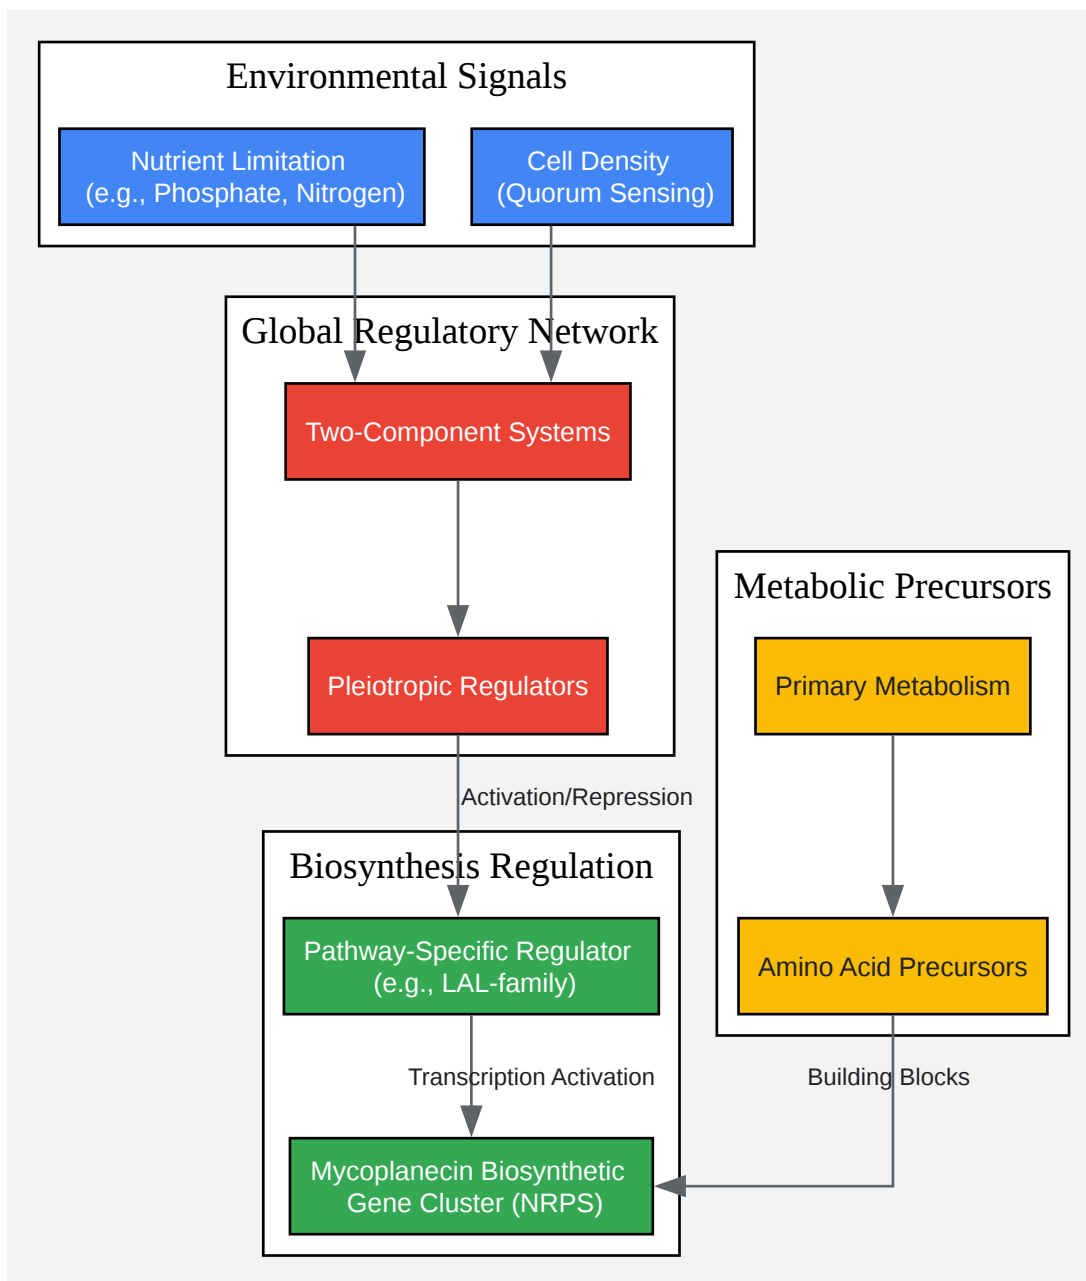 Environmental Signals
Nutrient Limitation
(e.g., Phosphate, Nitrogen)
Cell Density
(Quorum Sensing)
Global Regulatory Network
Two-Component Systems
Metabolic Precursors
Pleiotropic Regulators
Primary Metabolism
Activation/Repression
Biosynthesis Regulation
Pathway-Specific Regulator
(e.g., LAL-family)
Amino Acid Precursors
Transcription Activation
Building Blocks
Mycoplanecin Biosynthetic
Gene Cluster (NRPS)